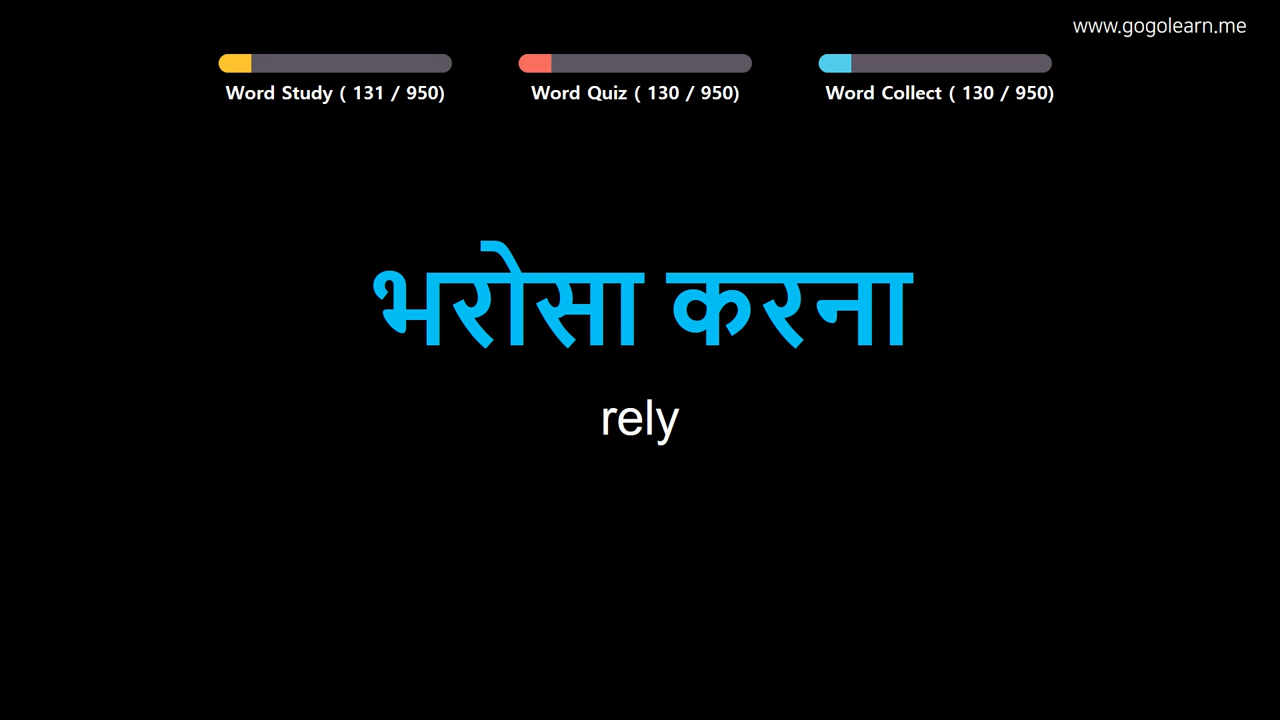 www.gogolearn.me
Word Study ( 131 / 950)
Word Quiz ( 130 / 950)
Word Collect ( 130 / 950)
भरोसा करना
rely